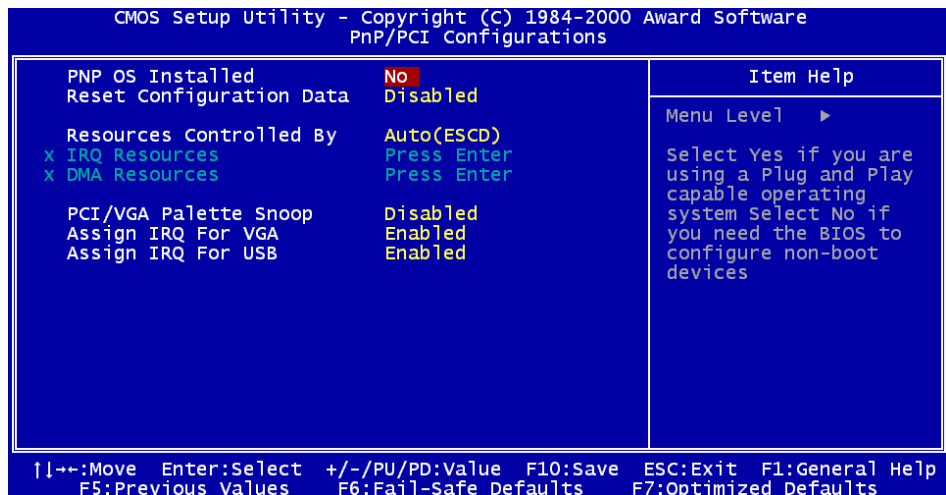 CMOS Setup Utility - Copyright (C) 1984-2000 Award Software
PnP/PCI Configurations
PNP OS Installed No
Reset Configuration Data Disabled
Resources Controlled By Auto(ESCD)
x IRQ Resources Press Enter
x DMA Resources Press Enter
PCI/VGA Palette Snoop Disabled
Assign IRQ For VGA Enabled
Assign IRQ For USB Enabled
Item Help
Menu Level ►
Select Yes if you are
using a Plug and Play
capable operating
system Select No if
you need the BIOS to
configure non-boot
devices
↑↓→←:Move Enter:Select +/-/PU/PD:Value F10:Save ESC:Exit F1:General Help
F5:Previous Values F6:Fail-Safe Defaults F7:Optimized Defaults